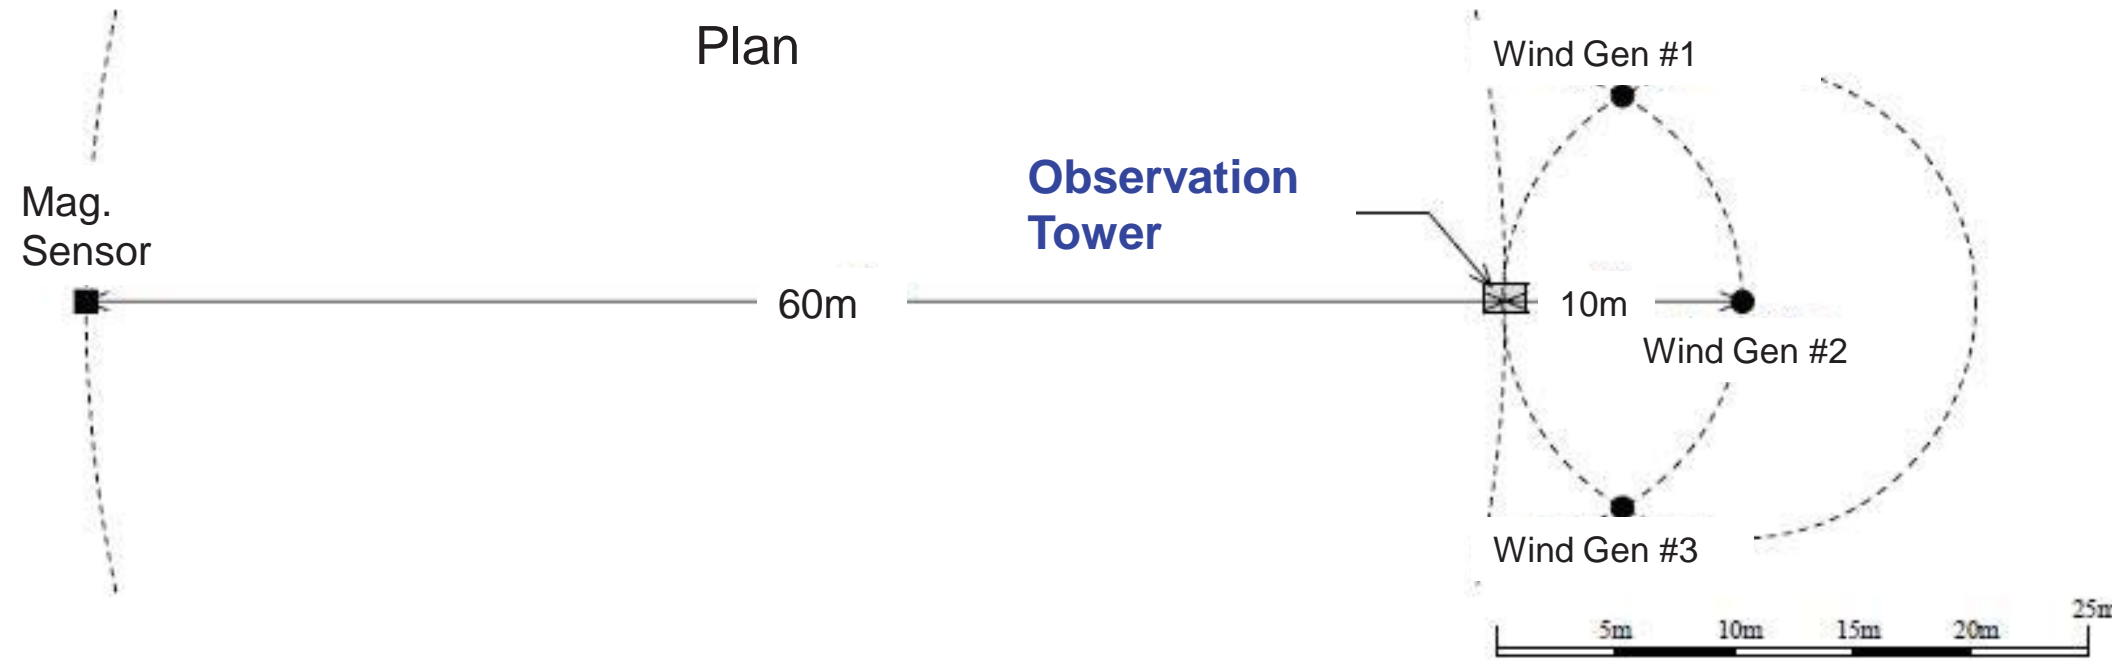 Plan
Wind Gen #1
Observation
Tower
Mag.
Sensor
60m
10m
Wind Gen #2
Wind Gen #3
5m
10m
15m
20m
25m